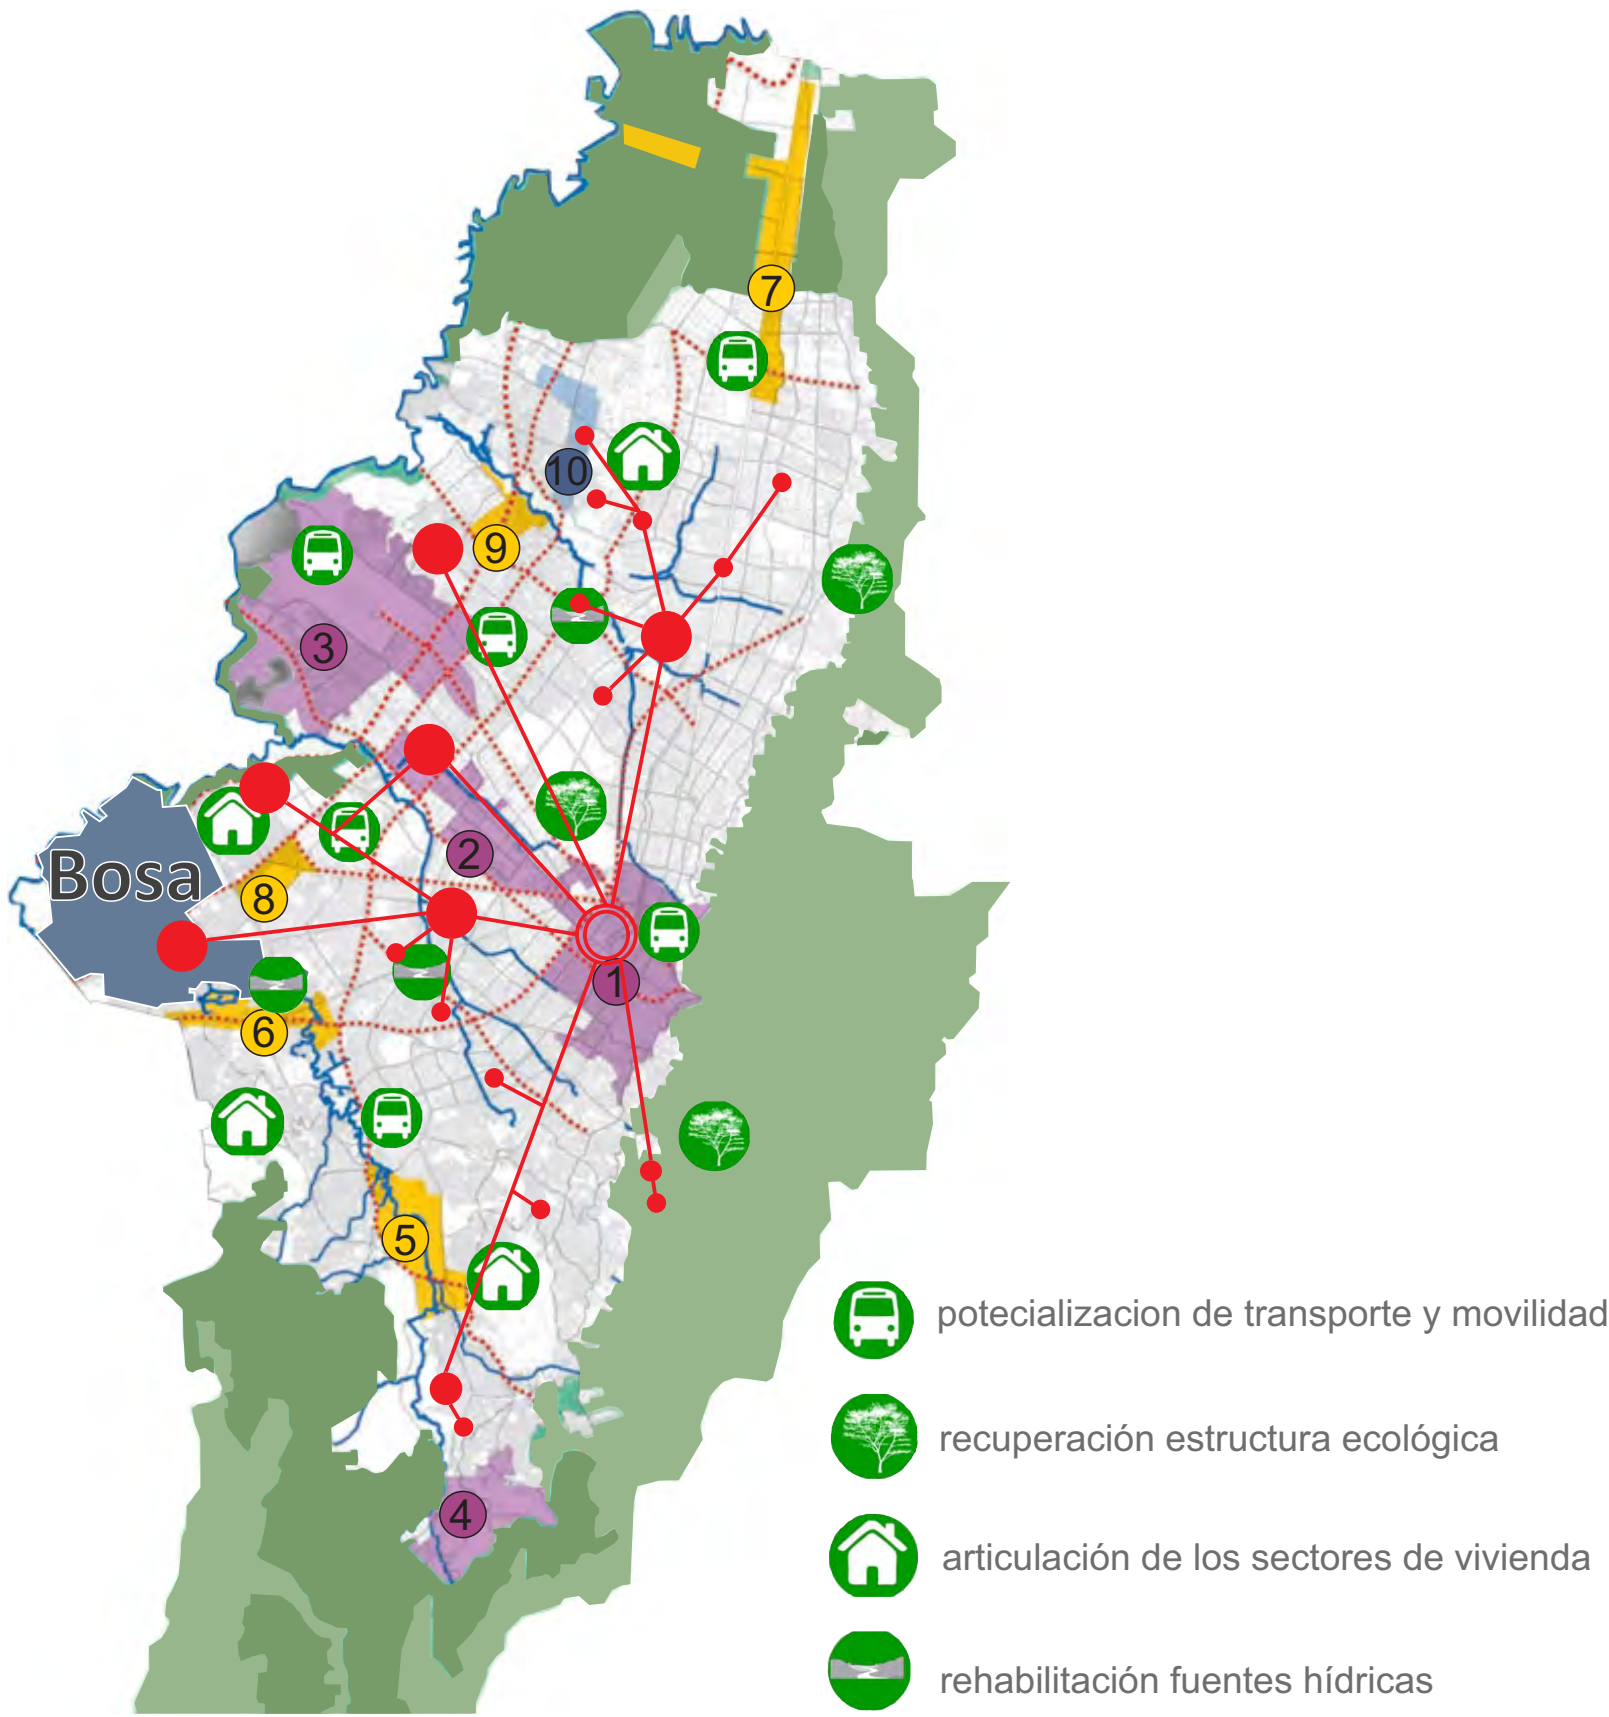 7
10
9
3
2
Bosa
8
1
6
5
4
potecializacion de transporte y movilidad
recuperación estructura ecológica
articulación de los sectores de vivienda
rehabilitación fuentes hídricas